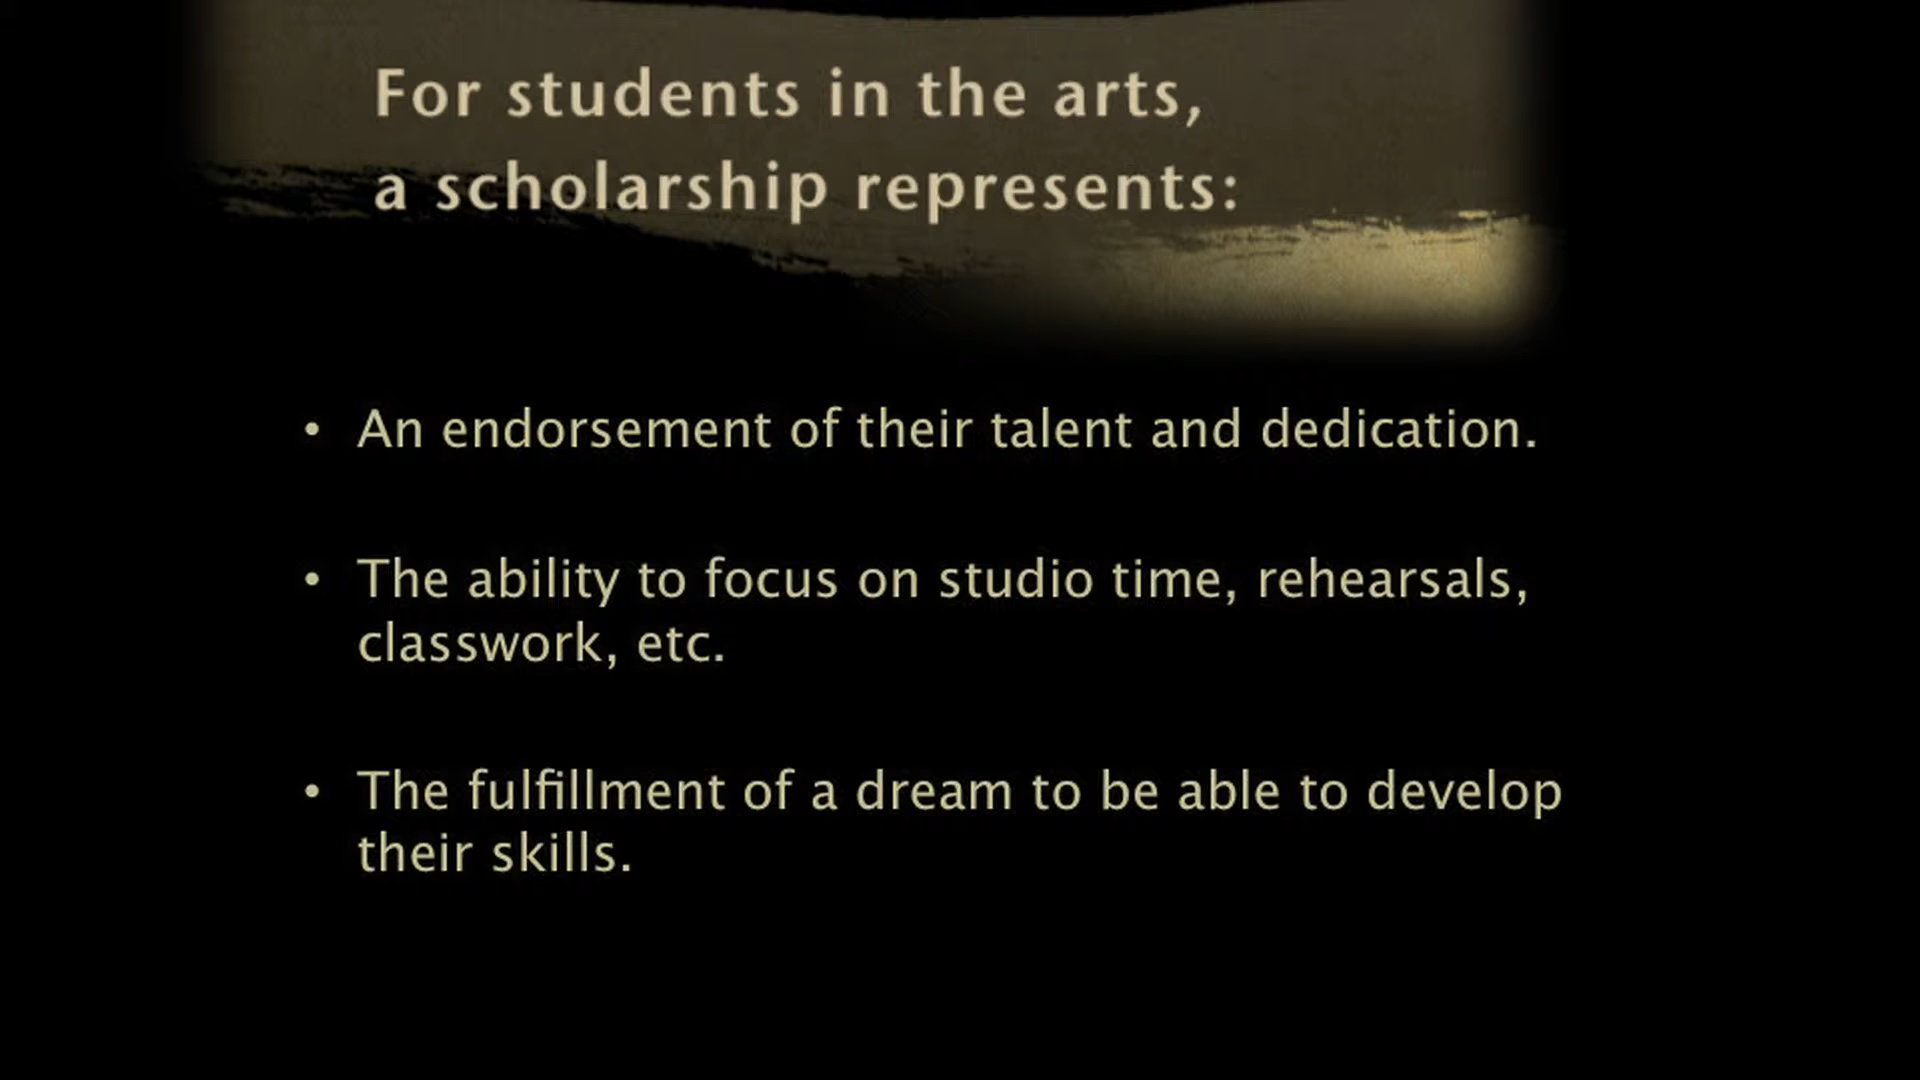 For students in the arts,
a scholarship represents:
• An endorsement of their talent and dedication.
• The ability to focus on studio time, rehearsals,
classwork, etc.
• The fulfillment of a dream to be able to develop
their skills.